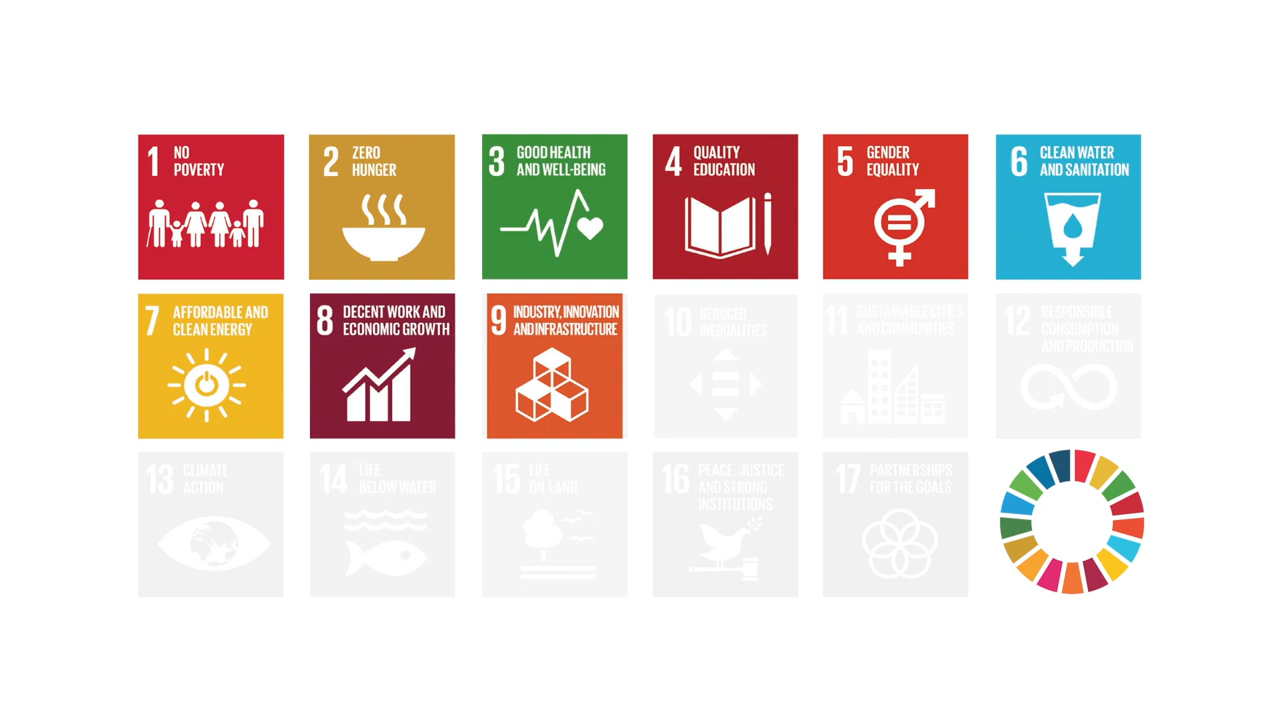 1 NO
POVERTY
2 ZERO
HUNGER
3 GOOD HEALTH
AND WELL-BEING
4 QUALITY
EDUCATION
5 GENDER
EQUALITY
6 CLEAN WATER
AND SANITATION
7 AFFORDABLE AND
CLEAN ENERGY
8 DECENT WORK AND
ECONOMIC GROWTH
9 INDUSTRY, INNOVATION
AND INFRASTRUCTURE
10 REDUCED
INEQUALITIES
11 SUSTAINABLE CITIES
AND COMMUNITIES
12 RESPONSIBLE
CONSUMPTION
AND PRODUCTION
13 CLIMATE
ACTION
14 LIFE
BELOW WATER
15 LIFE
ON LAND
16 PEACE, JUSTICE
AND STRONG
INSTITUTIONS
17 PARTNERSHIPS
FOR THE GOALS